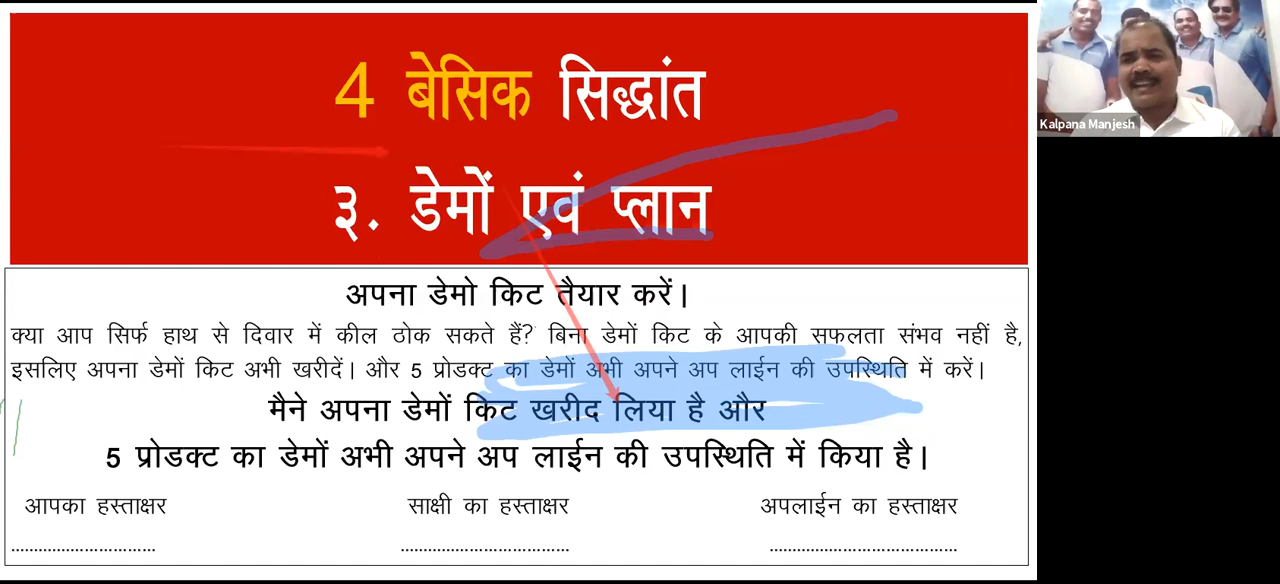 4 बेसिक सिद्धांत
३. डेमों एवं प्लान
अपना डेमो किट तैयार करें।
क्या आप सिर्फ हाथ से दिवार में कील ठोक सकते हैं? बिना डेमों किट के आपकी सफलता संभव नहीं है,
इसलिए अपना डेमों किट अभी खरीदें। और 5 प्रोडक्ट का डेमों अभी अपने अप लाईन की उपस्थिति में करें।
मैने अपना डेमों किट खरीद लिया है और
5 प्रोडक्ट का डेमों अभी अपने अप लाईन की उपस्थिति में किया है।
आपका हस्ताक्षर साक्षी का हस्ताक्षर अपलाईन का हस्ताक्षर
Kalpana Manjesh